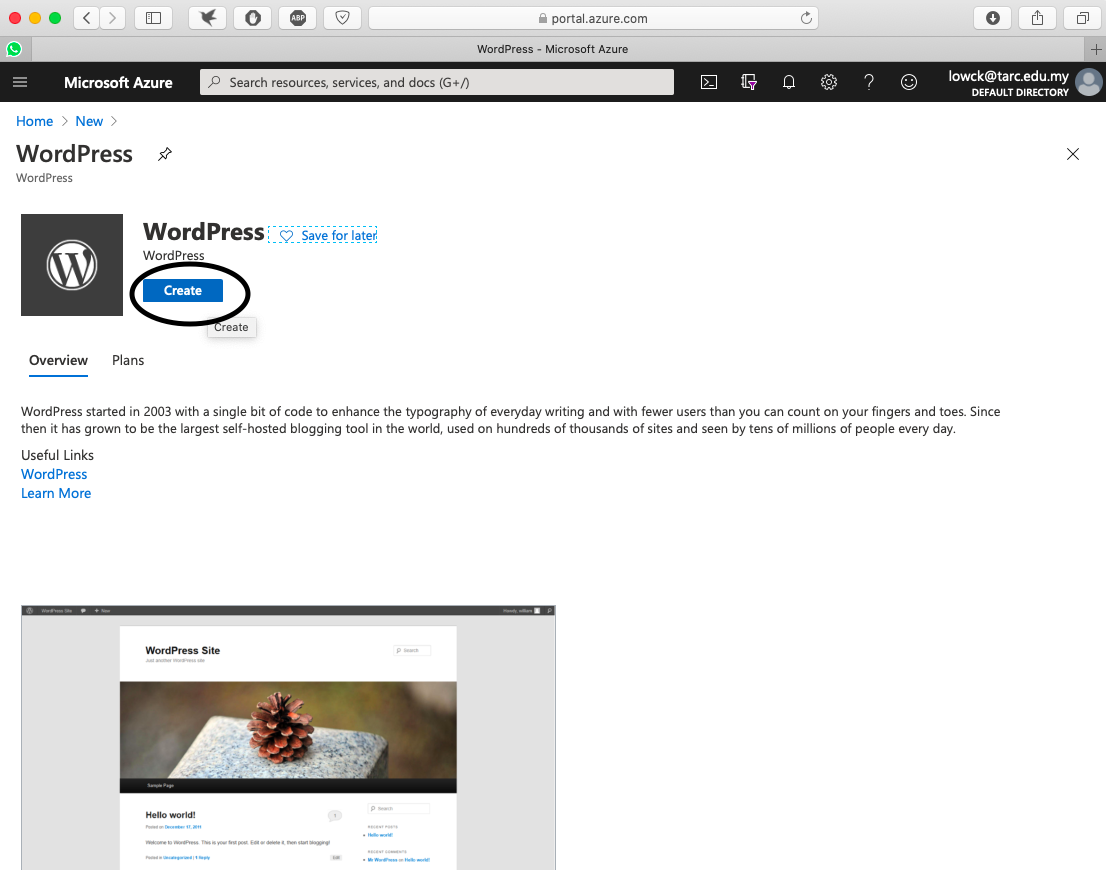 ABP
portal.azure.com
WordPress - Microsoft Azure
Microsoft Azure
Search resources, services, and docs (G+/)
lowck@tarc.edu.my
DEFAULT DIRECTORY
Home > New >
WordPress
WordPress
WordPress
Save for later
WordPress
Create
Create
Overview
Plans
WordPress started in 2003 with a single bit of code to enhance the typography of everyday writing and with fewer users than you can count on your fingers and toes. Since
then it has grown to be the largest self-hosted blogging tool in the world, used on hundreds of thousands of sites and seen by tens of millions of people every day.
Useful Links
WordPress
Learn More
WordPress Site
+ New
Howdy, william
WordPress Site
Just another WordPress site
Search
Sample Page
Hello world!
1
Posted on December 17, 2011
Welcome to WordPress. This is your first post. Edit or delete it, then start blogging!
Posted in Uncategorized | 1 Reply
Edit
Search
RECENT POSTS
Hello world!
RECENT COMMENTS
Mr WordPress on Hello world!